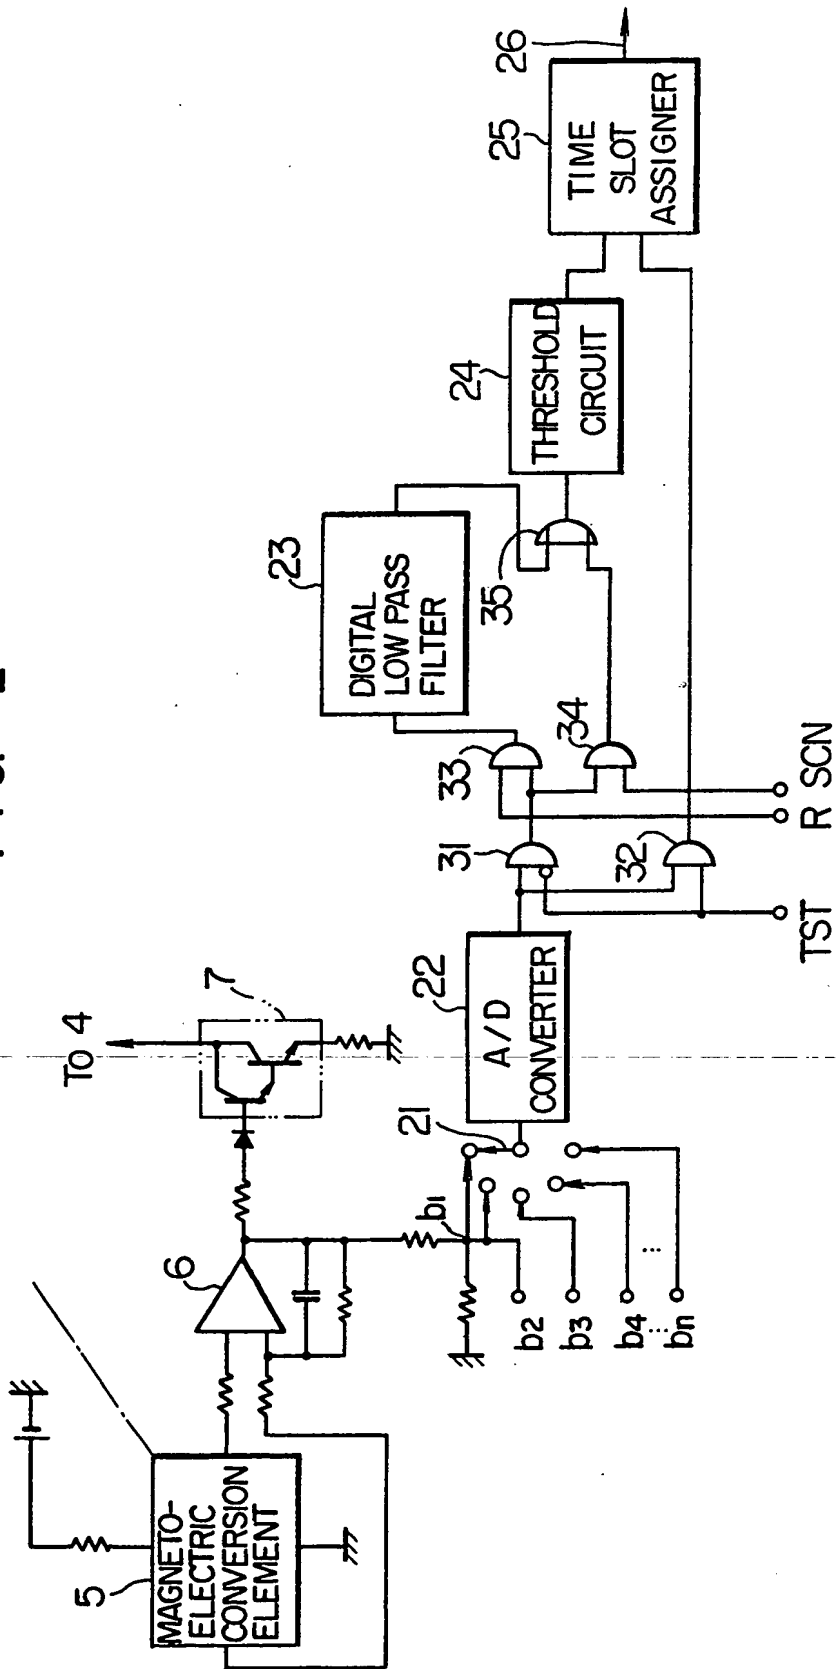 5
MAGNETO-
ELECTRIC
CONVERSION
ELEMENT
6
TO 4
7
b1
b2
b3
b4
...
bn
...
21
22
A/D
CONVERTER
TST
R
SCN
31
32
33
34
23
DIGITAL
LOW PASS
FILTER
35
24
THRESHOLD
CIRCUIT
25
TIME
SLOT
ASSIGNER
26